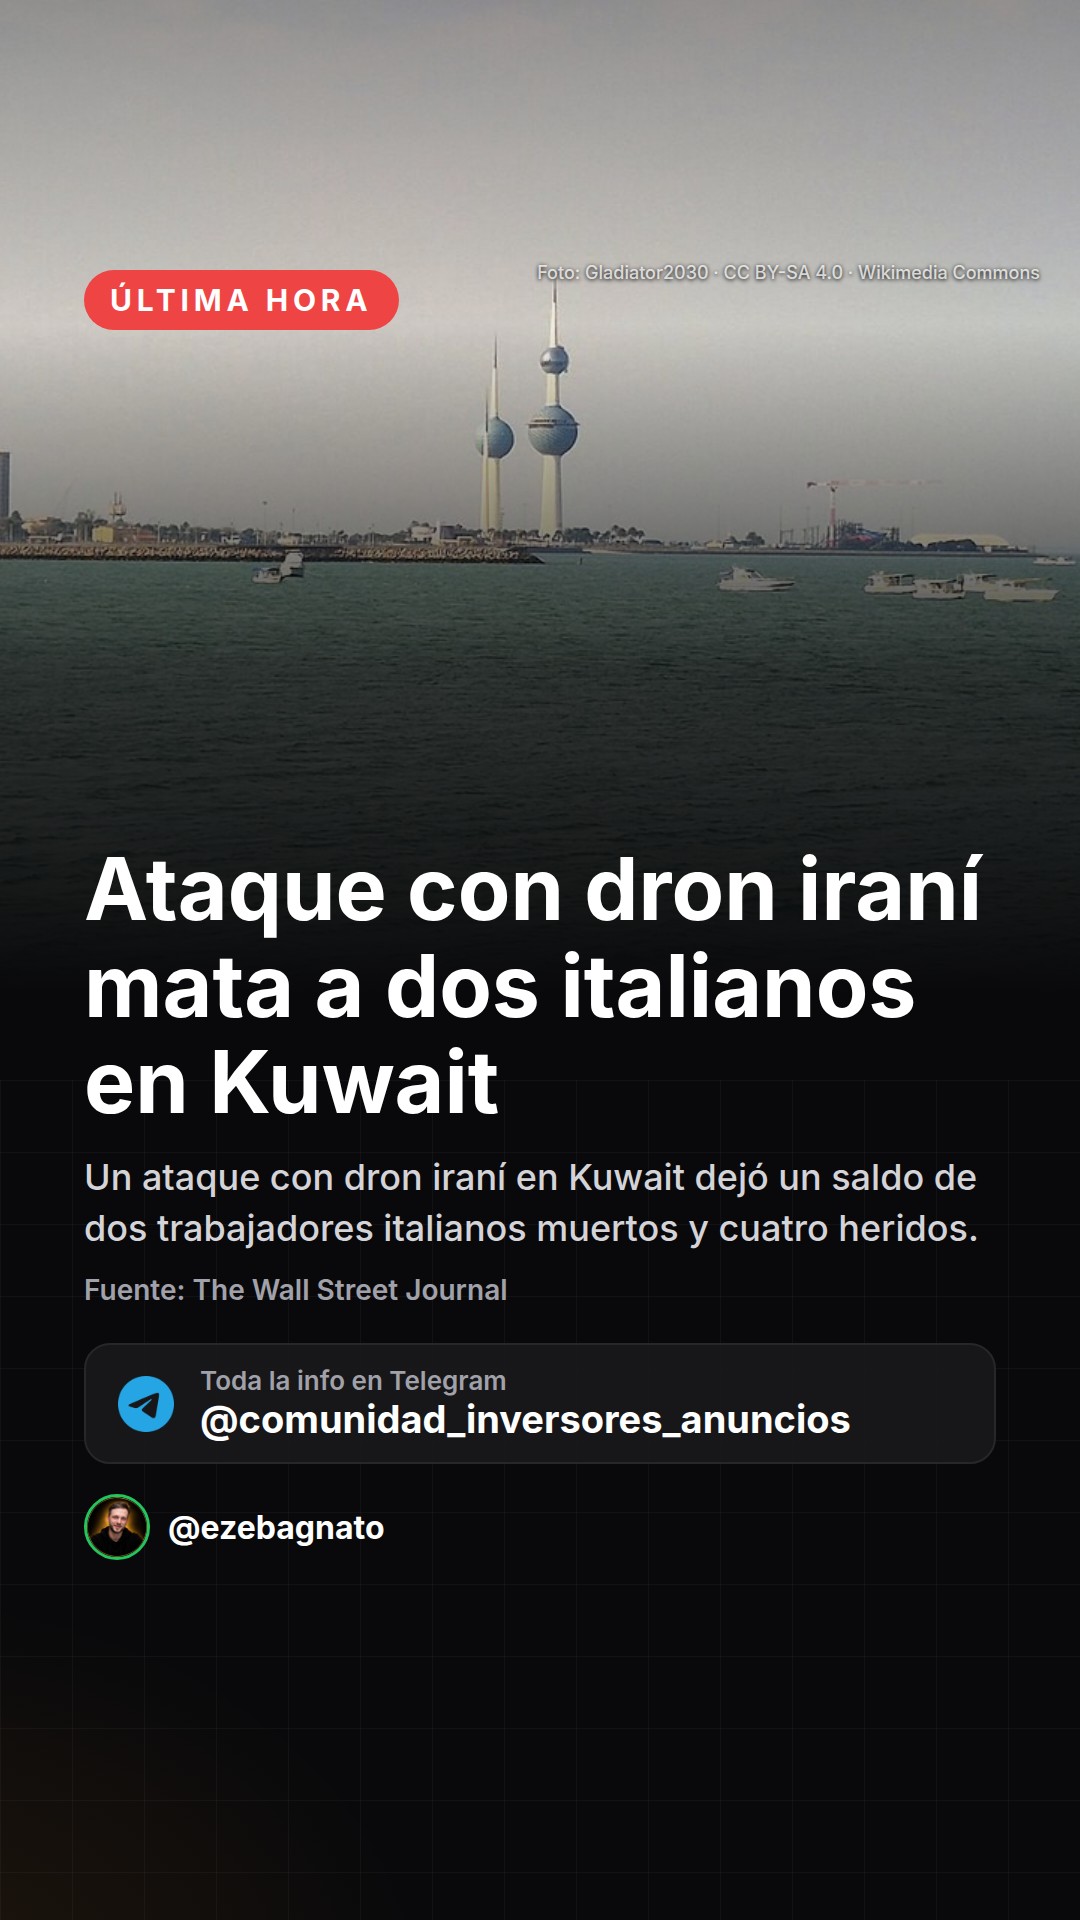 Foto: Gladiator2030 · CC BY-SA 4.0 · Wikimedia Commons
ÚLTIMA HORA
Ataque con dron iraní
mata a dos italianos
en Kuwait
Un ataque con dron iraní en Kuwait dejó un saldo de
dos trabajadores italianos muertos y cuatro heridos.
Fuente: The Wall Street Journal
Toda la info en Telegram
@comunidad_inversores_anuncios
@ezebagnato